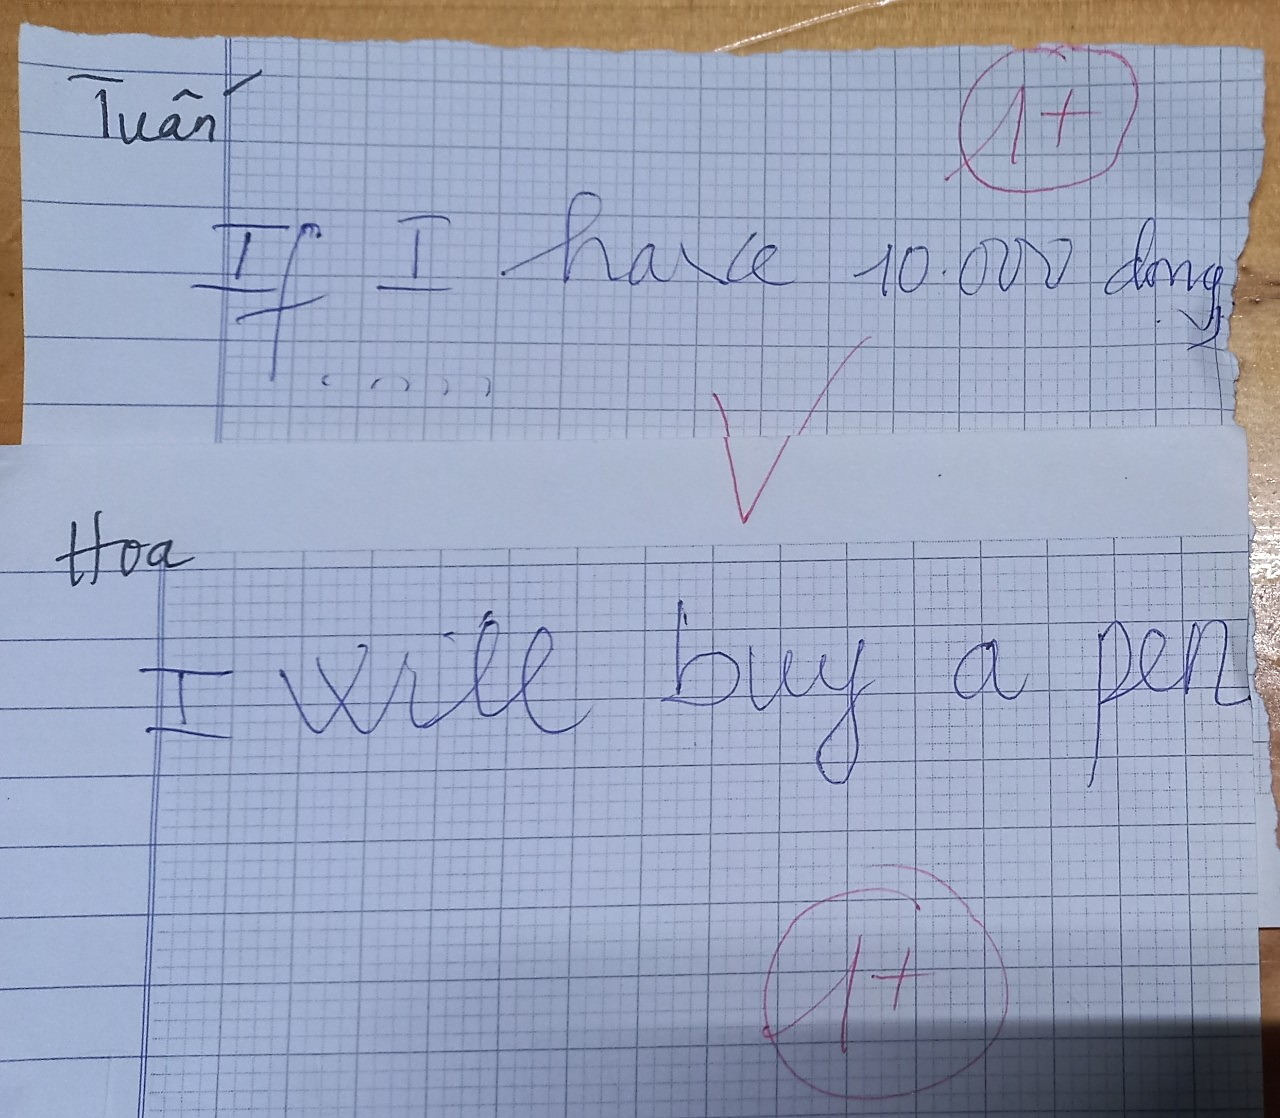 Tuấn
1+
If I have 10.000 dong
.....
Hoa
I will buy a pen
1+